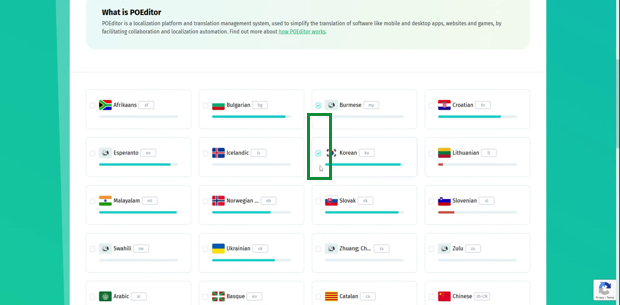 What is POEditor
POEditor is a localization platform and translation management system, used to simplify the translation of software like mobile and desktop apps, websites and games, by
facilitating collaboration and localization automation. Find out more about how POEditor works.
Afrikaans af
Bulgarian bg
Burmese my
Croatian hr
Esperanto eo
Icelandic is
Korean ko
Lithuanian lt
Malayalam ml
Norwegian ... nb
Slovak sk
Slovenian sl
Swahili sw
Ukrainian uk
Zhuang; Ch... za
Zulu zu
Arabic ar
Basque eu
Catalan ca
Chinese zh-CN
Privacy - Terms